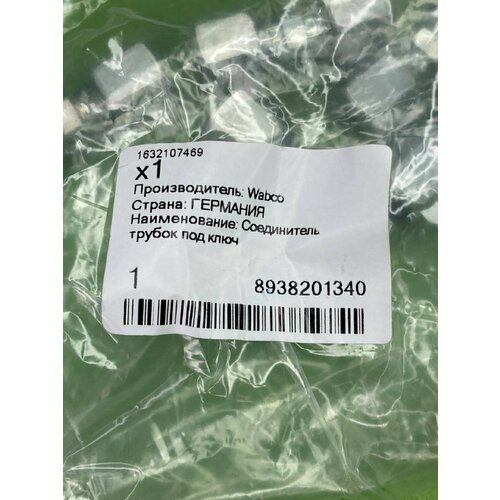 1632107469
x1
Производитель: Wabco
Страна: ГЕРМАНИЯ
Наименование: Соединитель
трубок под ключ
1
8938201340